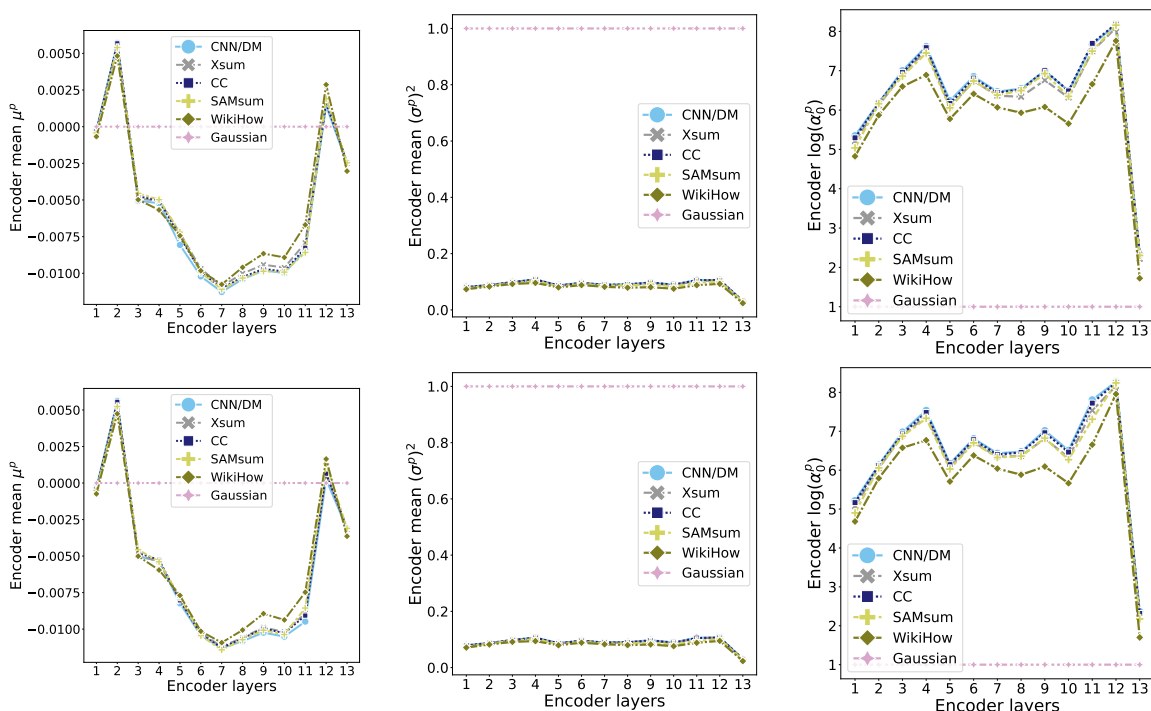 Encoder mean μᵖ
0.0050
0.0025
0.0000
−0.0025
−0.0050
−0.0075
−0.0100
CNN/DM
Xsum
CC
SAMsum
WikiHow
Gaussian
1 2 3 4 5 6 7 8 9 10 11 12 13
Encoder layers
Encoder mean (σᵖ)²
1.0
0.8
0.6
0.4
0.2
0.0
CNN/DM
Xsum
CC
SAMsum
WikiHow
Gaussian
1 2 3 4 5 6 7 8 9 10 11 12 13
Encoder layers
Encoder log(α₀ᵖ)
8
7
6
5
4
3
2
1
CNN/DM
Xsum
CC
SAMsum
WikiHow
Gaussian
1 2 3 4 5 6 7 8 9 10 11 12 13
Encoder layers
Encoder mean μᵖ
0.0050
0.0025
0.0000
−0.0025
−0.0050
−0.0075
−0.0100
CNN/DM
Xsum
CC
SAMsum
WikiHow
Gaussian
1 2 3 4 5 6 7 8 9 10 11 12 13
Encoder layers
Encoder mean (σᵖ)²
1.0
0.8
0.6
0.4
0.2
0.0
CNN/DM
Xsum
CC
SAMsum
WikiHow
Gaussian
1 2 3 4 5 6 7 8 9 10 11 12 13
Encoder layers
Encoder log(α₀ᵖ)
8
7
6
5
4
3
2
1
CNN/DM
Xsum
CC
SAMsum
WikiHow
Gaussian
1 2 3 4 5 6 7 8 9 10 11 12 13
Encoder layers